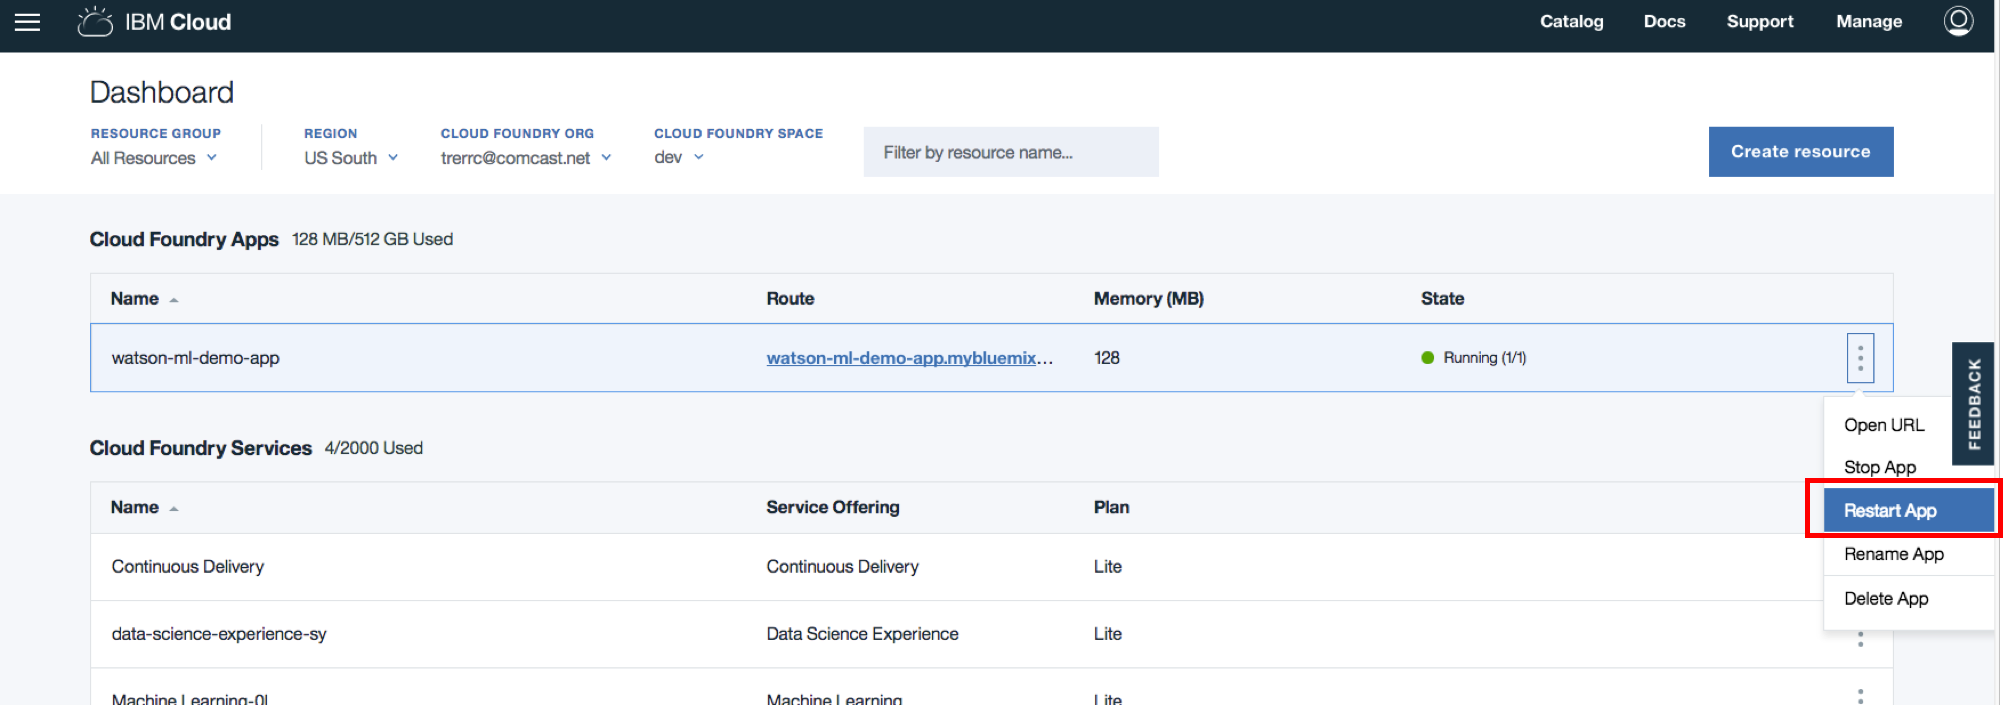 IBM Cloud
Catalog Docs Support Manage
Dashboard
RESOURCE GROUP REGION CLOUD FOUNDRY ORG CLOUD FOUNDRY SPACE
All Resources US South trerrc@comcast.net dev
Filter by resource name...
Create resource
Cloud Foundry Apps 128 MB/512 GB Used
Name Route Memory (MB) State
watson-ml-demo-app watson-ml-demo-app.mybluemix... 128 Running (1/1)
FEEDBACK
Open URL
Stop App
Restart App
Rename App
Delete App
Cloud Foundry Services 4/2000 Used
Name Service Offering Plan
Continuous Delivery Continuous Delivery Lite
data-science-experience-sy Data Science Experience Lite
Machine Learning Lite